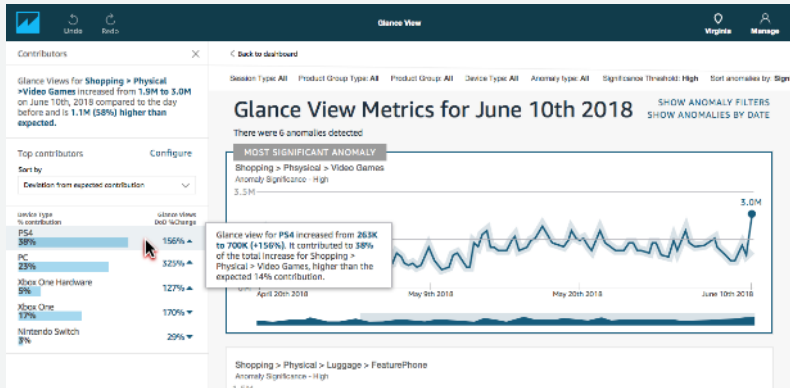 Undo
Redo
Glance View
Virginia
Manage
Contributors
Glance Views for Shopping > Physical
>Video Games increased from 1.9M to 3.0M
on June 10th, 2018 compared to the day
before and is 1.1M (58%) higher than
expected.
Top contributors
Configure
Sort by
Deviation from expected contribution
Device Type
% contribution
Glance Views
DoD %Change
PS4
38%
156%
PC
23%
325%
Xbox One Hardware
5%
127%
Xbox One
17%
170%
Nintendo Switch
3%
29%
< Back to dashboard
Session Type: All
Product Group Type: All
Product Group: All
Device Type: All
Anomaly type: All
Significance Threshold: High
Sort anomalies by: Sign
Glance View Metrics for June 10th 2018
SHOW ANOMALY FILTERS
SHOW ANOMALIES BY DATE
There were 6 anomalies detected
MOST SIGNIFICANT ANOMALY
Shopping > Phsysical > Video Games
Anomaly Significance - High
3.5M
3.0M
Glance view for PS4 increased from 263K
to 700K (+156%). It contributed to 38%
of the total increase for Shopping >
Physical > Video Games, higher than the
expected 14% contribution.
April 20th 2018
May 9th 2018
May 20th 2018
June 10th 2018
Shopping > Physical > Luggage > FeaturePhone
Anomaly Significance - High